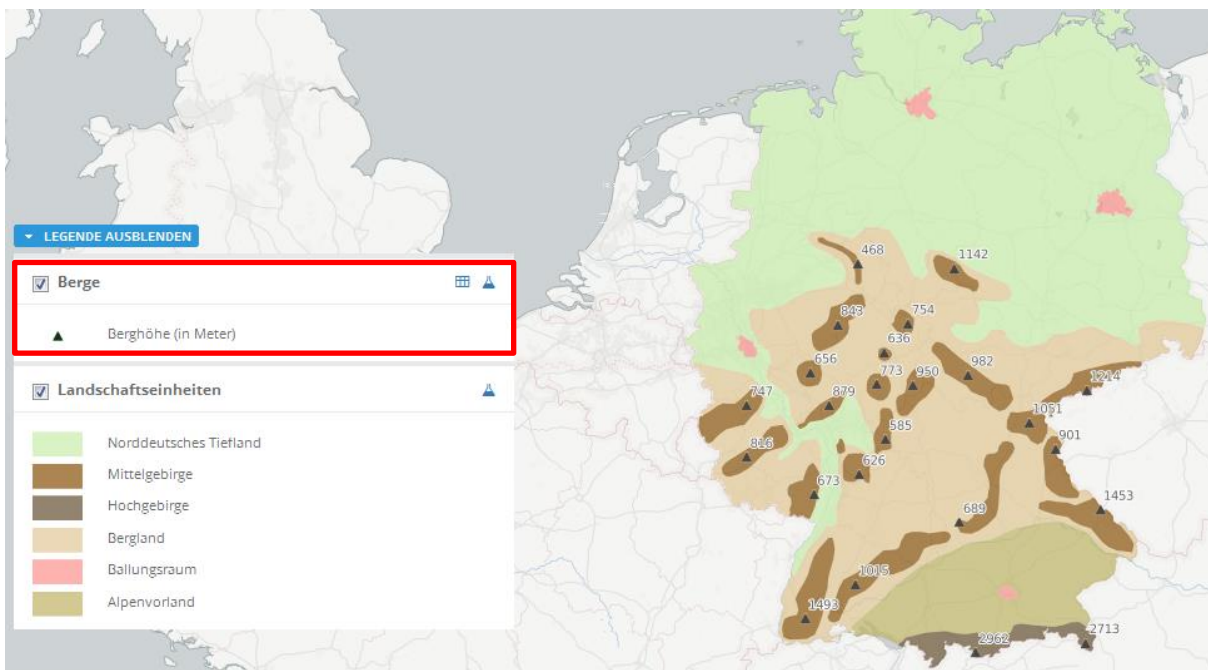 LEGENDE AUSBLENDEN
Berge
Berghöhe (in Meter)
Landschaftseinheiten
Norddeutsches Tiefland
Mittelgebirge
Hochgebirge
Bergland
Ballungsraum
Alpenvorland
468
1142
843
754
636
656
773
950
982
1214
747
879
1051
585
901
816
626
673
1453
689
1015
1493
2962
2713